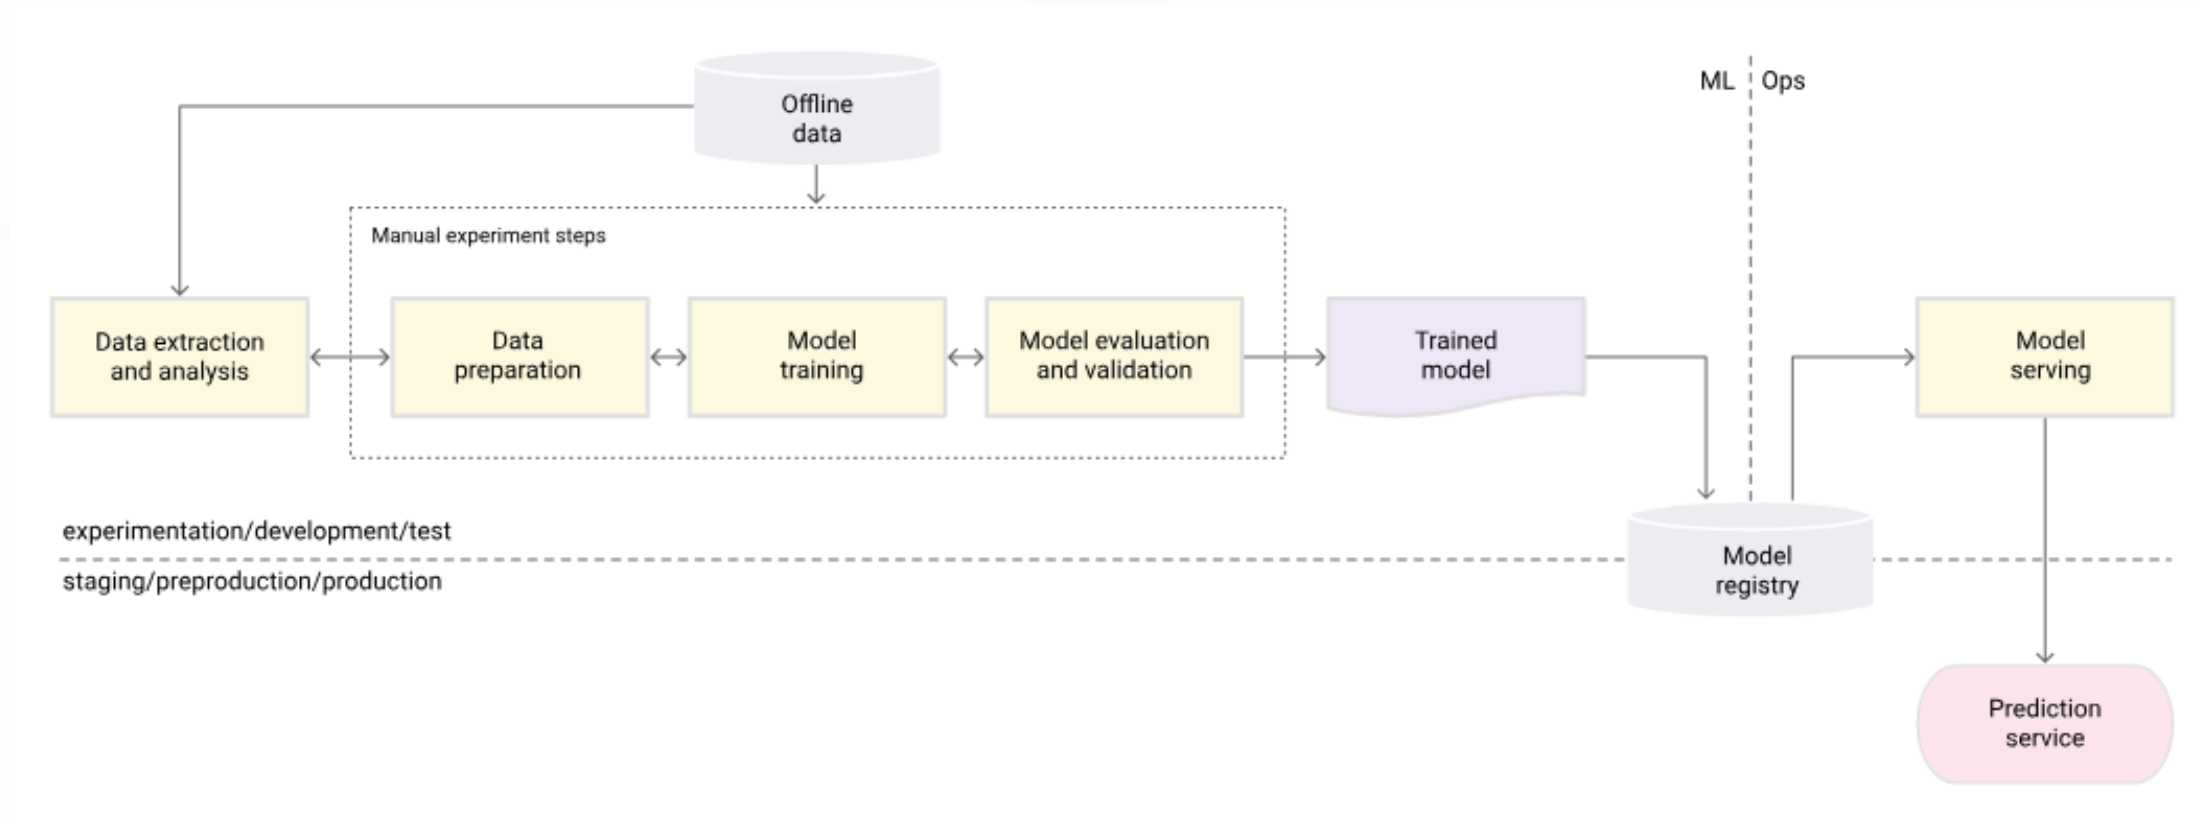 Offline
data
ML
Ops
Manual experiment steps
Data extraction
and analysis
Data
preparation
Model
training
Model evaluation
and validation
Trained
model
Model
serving
experimentation/development/test
staging/preproduction/production
Model
registry
Prediction
service